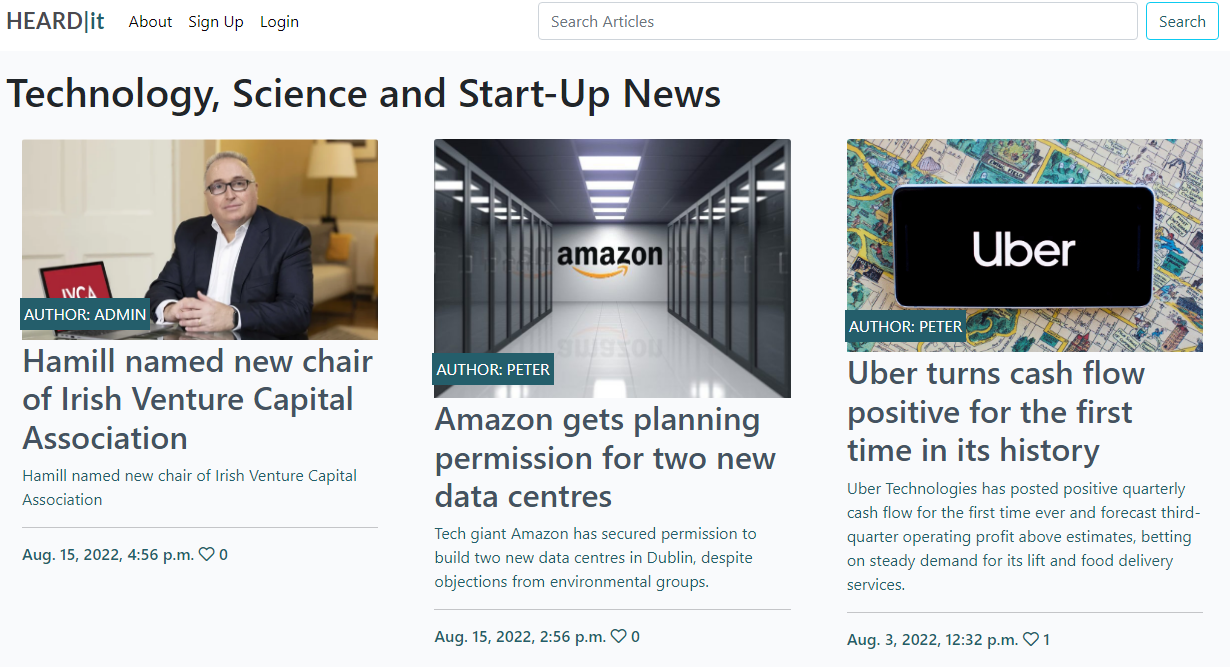 HEARD|it About Sign Up Login Search Articles Search
Technology, Science and Start-Up News
IVCA
AUTHOR: ADMIN
Hamill named new chair
of Irish Venture Capital
Association
Hamill named new chair of Irish Venture Capital
Association
Aug. 15, 2022, 4:56 p.m. 0
amazon
amazon
AUTHOR: PETER
Amazon gets planning
permission for two new
data centres
Tech giant Amazon has secured permission to
build two new data centres in Dublin, despite
objections from environmental groups.
Aug. 15, 2022, 2:56 p.m. 0
Uber
AUTHOR: PETER
Uber turns cash flow
positive for the first
time in its history
Uber Technologies has posted positive quarterly
cash flow for the first time ever and forecast third-
quarter operating profit above estimates, betting
on steady demand for its lift and food delivery
services.
Aug. 3, 2022, 12:32 p.m. 1